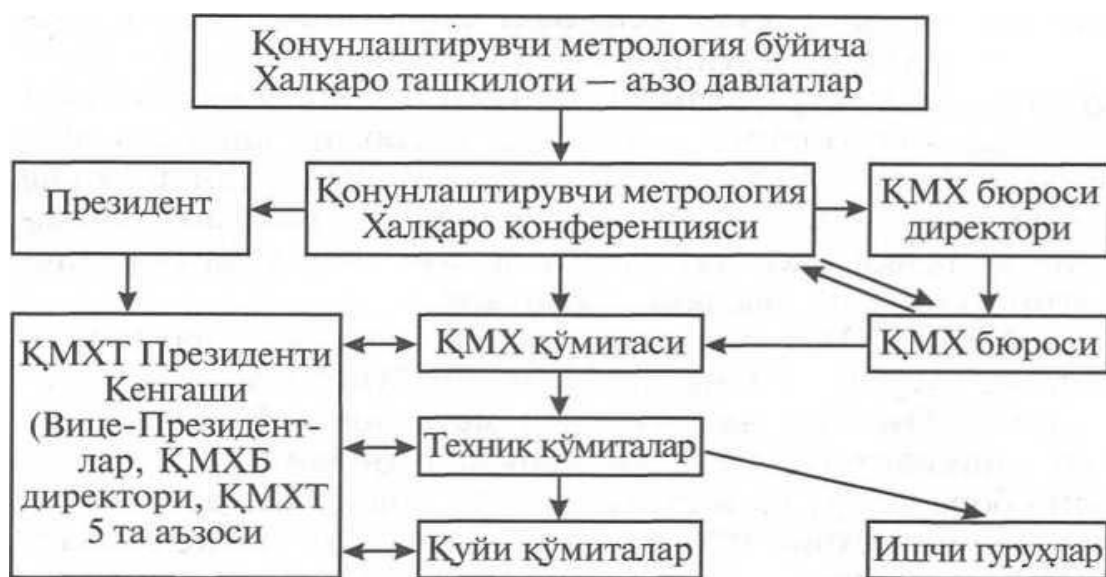 Қонунлаштирувчи метрология бўйича
Халқаро ташкилоти — аъзо давлатлар
Президент
Қонунлаштирувчи метрология
Халқаро конференцияси
ҚМХ бюроси
директори
ҚМХТ Президенти
Кенгаши
(Вице-Президент-
лар, ҚМХБ
директори, ҚМХТ
5 та аъзоси
ҚМХ қўмитаси
ҚМХ бюроси
Техник қўмиталар
Қуйи қўмиталар
Ишчи гуруҳлар